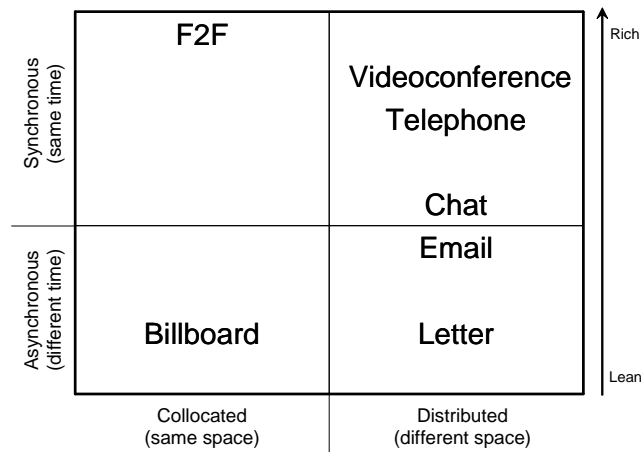 F2F
Rich
Videoconference
Telephone
Synchronous
(same time)
Chat
Email
Asynchronous
(different time)
Billboard
Letter
Lean
Collocated
(same space)
Distributed
(different space)